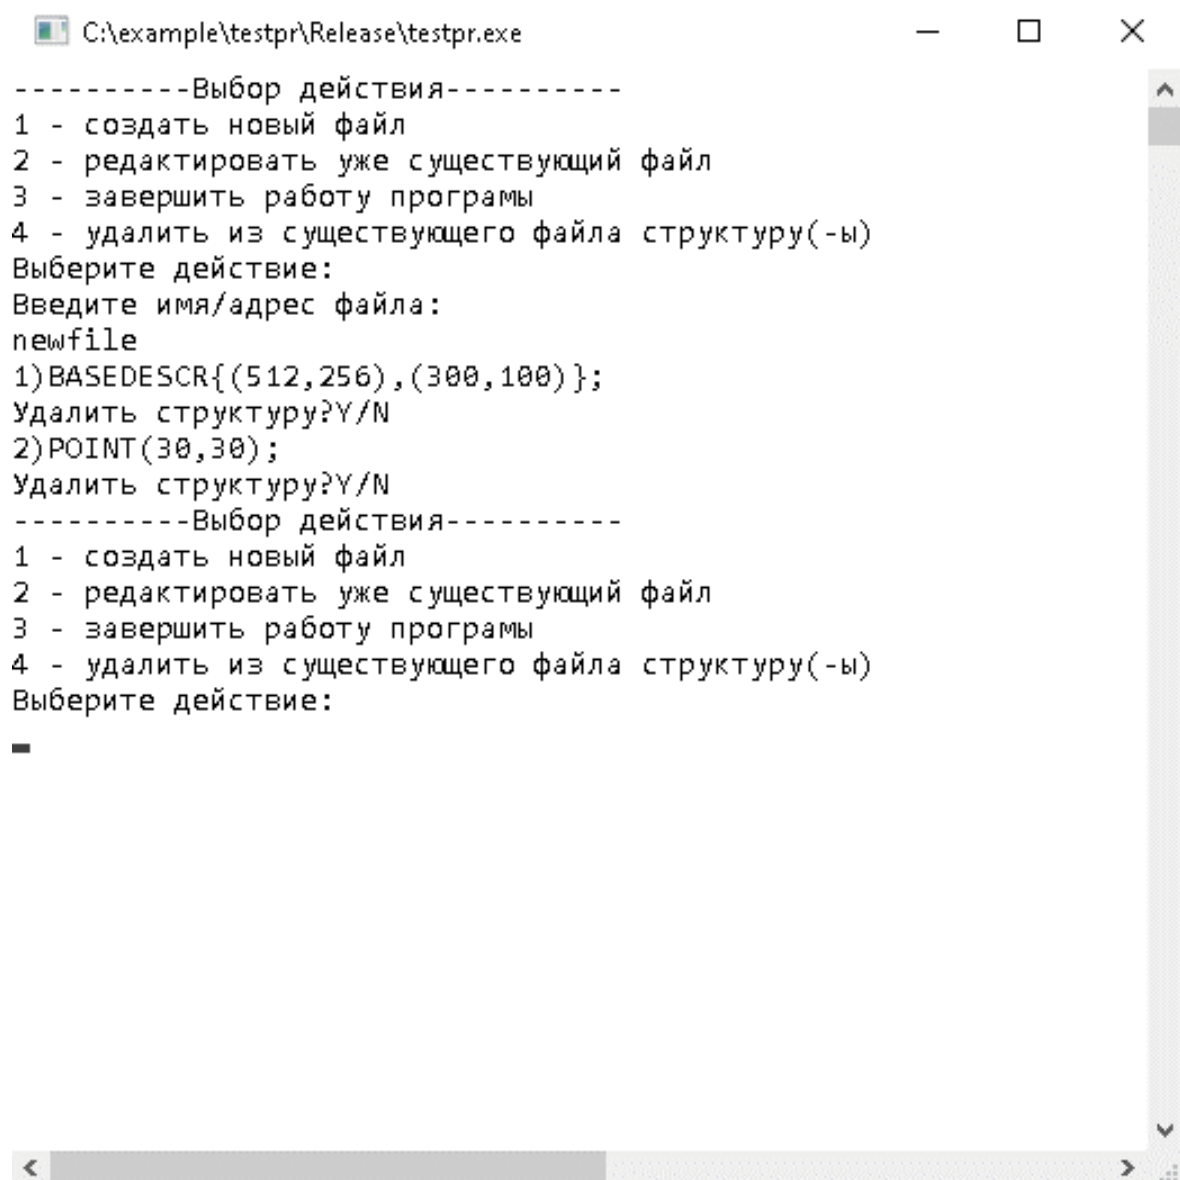 C:\example\testpr\Release\testpr.exe
----------Выбор действия----------
1 - создать новый файл
2 - редактировать уже существующий файл
3 - завершить работу програмы
4 - удалить из существующего файла структуру(-ы)
Выберите действие:
Введите имя/адрес файла:
newfile
1)BASEDESCR{(512,256),(300,100)};
Удалить структуру?Y/N
2)POINT(30,30);
Удалить структуру?Y/N
----------Выбор действия----------
1 - создать новый файл
2 - редактировать уже существующий файл
3 - завершить работу програмы
4 - удалить из существующего файла структуру(-ы)
Выберите действие: